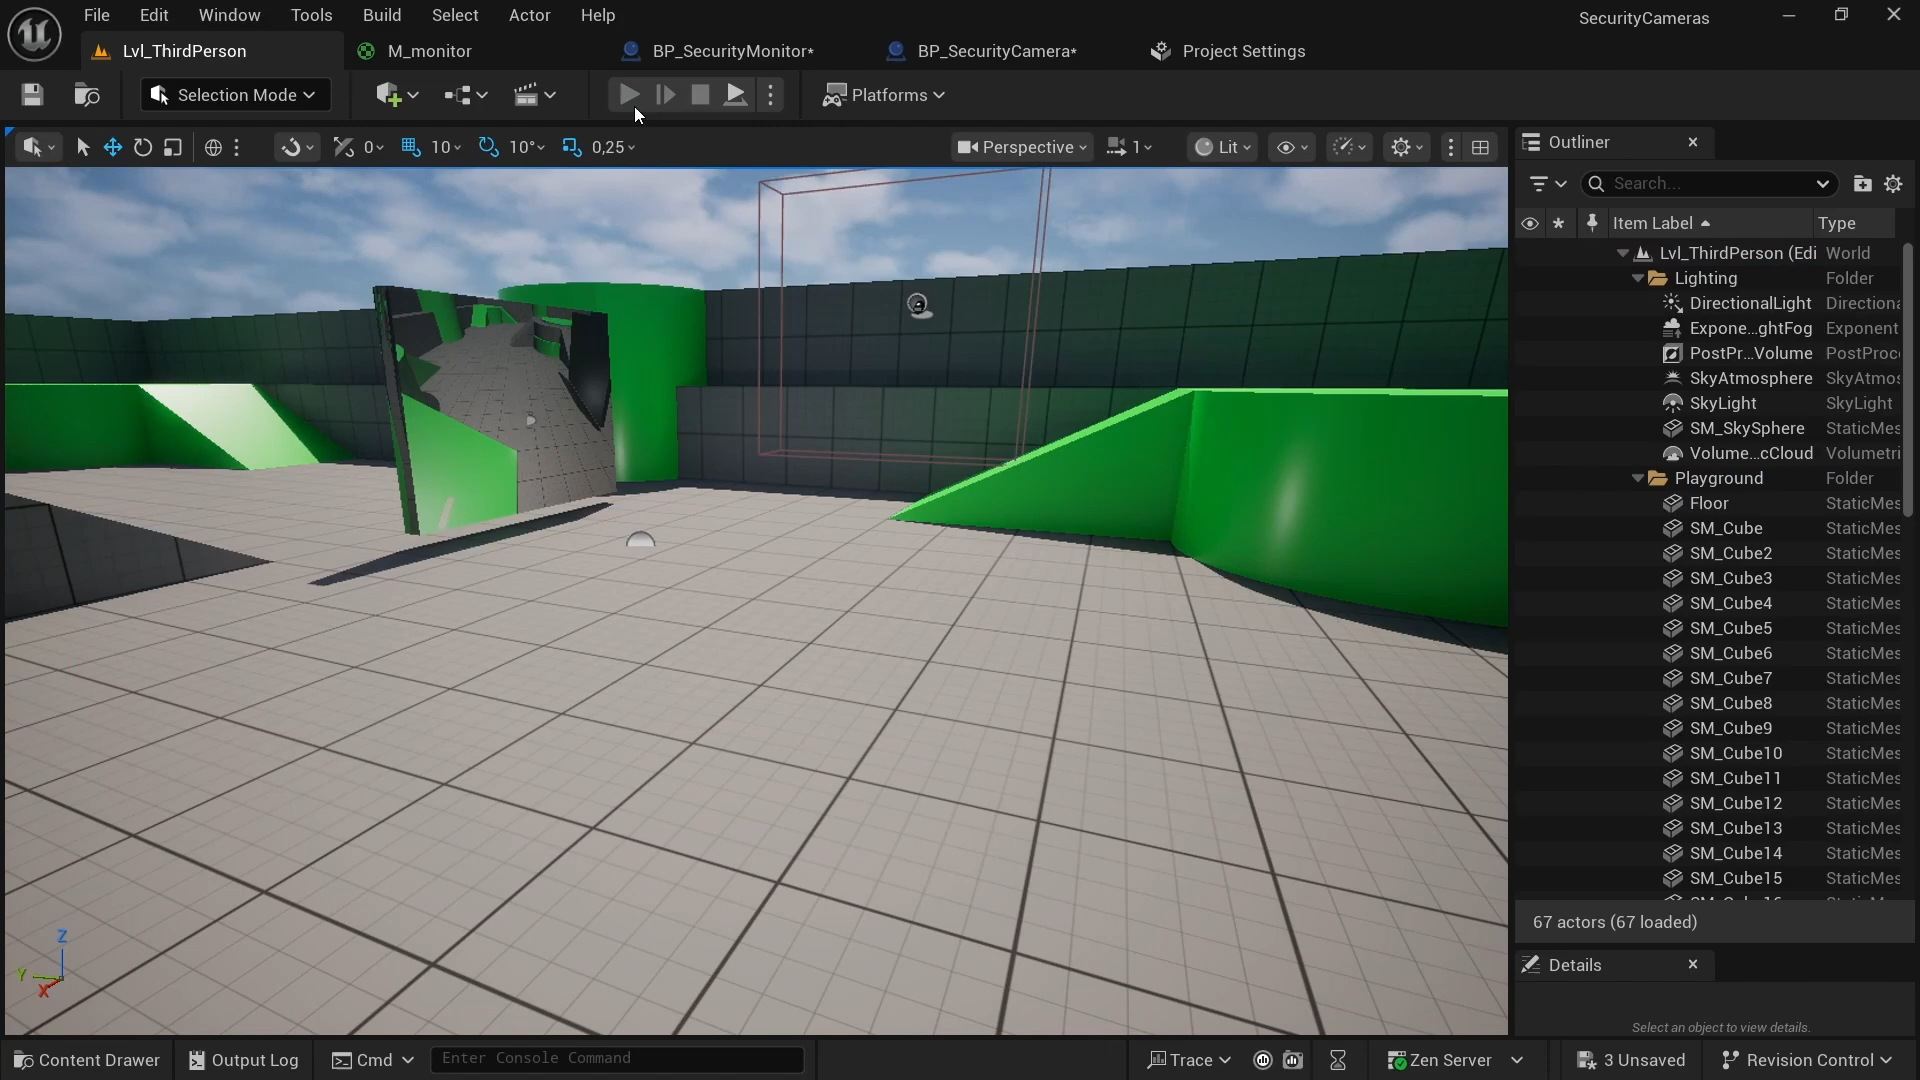 File Edit Window Tools Build Select Actor Help SecurityCameras
Lvl_ThirdPerson M_monitor BP_SecurityMonitor* BP_SecurityCamera* Project Settings
Selection Mode Platforms
0 10 10° 0,25 Perspective 1 Lit
Outliner
Search...
Item Label Type
Lvl_ThirdPerson (Edi World
Lighting Folder
DirectionalLight Directiona
Expone...ghtFog Exponent
PostPr...Volume PostProc
SkyAtmosphere SkyAtmos
SkyLight SkyLight
SM_SkySphere StaticMes
Volume...cCloud Volumetri
Playground Folder
Floor StaticMes
SM_Cube StaticMes
SM_Cube2 StaticMes
SM_Cube3 StaticMes
SM_Cube4 StaticMes
SM_Cube5 StaticMes
SM_Cube6 StaticMes
SM_Cube7 StaticMes
SM_Cube8 StaticMes
SM_Cube9 StaticMes
SM_Cube10 StaticMes
SM_Cube11 StaticMes
SM_Cube12 StaticMes
SM_Cube13 StaticMes
SM_Cube14 StaticMes
SM_Cube15 StaticMes
67 actors (67 loaded)
Details
Select an object to view details.
Z
Y
X
Content Drawer Output Log Cmd Enter Console Command Trace Zen Server 3 Unsaved Revision Control